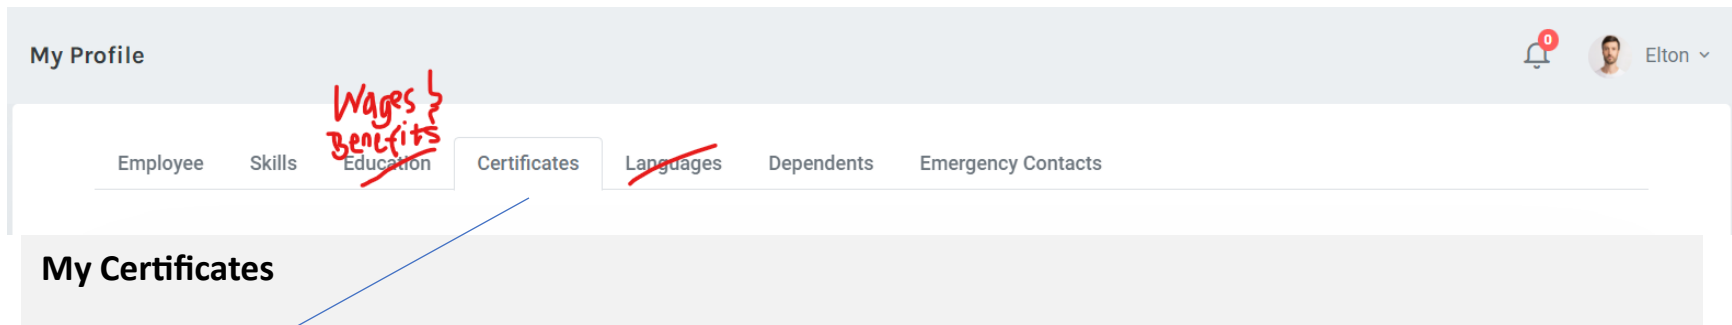 My Profile
0
Elton
Wages &
Benefits
Employee Skills Education Certificates Languages Dependents Emergency Contacts
My Certificates